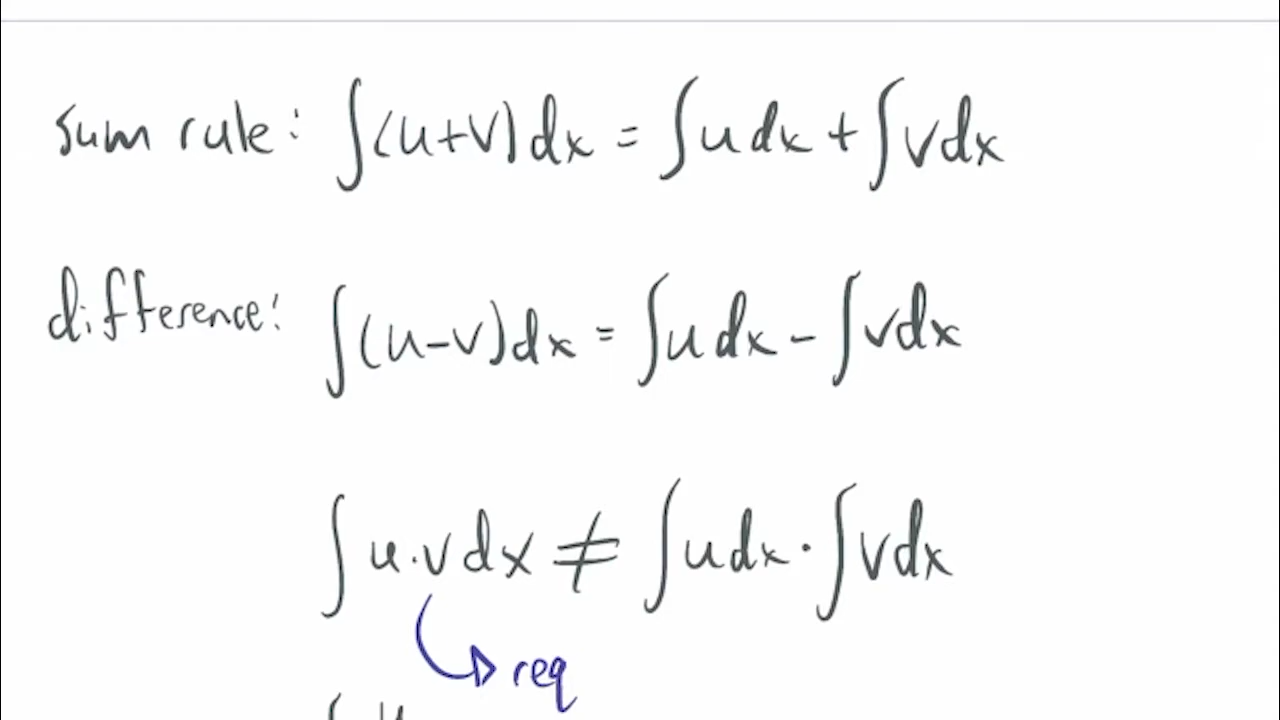 sum rule: ∫(u+v)dx = ∫u dx + ∫v dx
difference: ∫(u-v)dx = ∫u dx - ∫v dx
∫u·v dx ≠ ∫u dx · ∫v dx
req
∫u